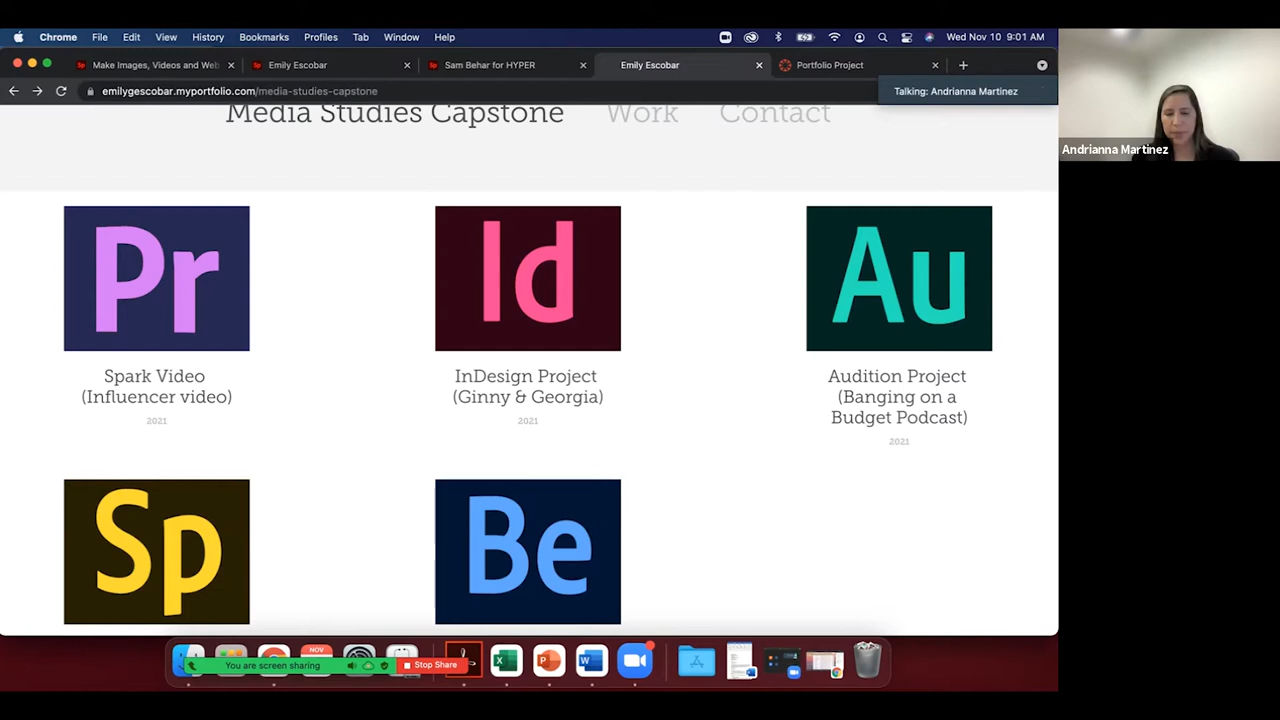 Chrome File Edit View History Bookmarks Profiles Tab Window Help Wed Nov 10 9:01 AM
Make Images, Videos and Web
Emily Escobar
Sam Behar for HYPER
Emily Escobar
Portfolio Project
emilygescobar.myportfolio.com/media-studies-capstone
Talking: Andrianna Martinez
Andrianna Martinez
Media Studies Capstone Work Contact
Pr
Spark Video
(Influencer video)
2021
Id
InDesign Project
(Ginny & Georgia)
2021
Au
Audition Project
(Banging on a
Budget Podcast)
2021
Sp
Be
NOV
You are screen sharing
Stop Share